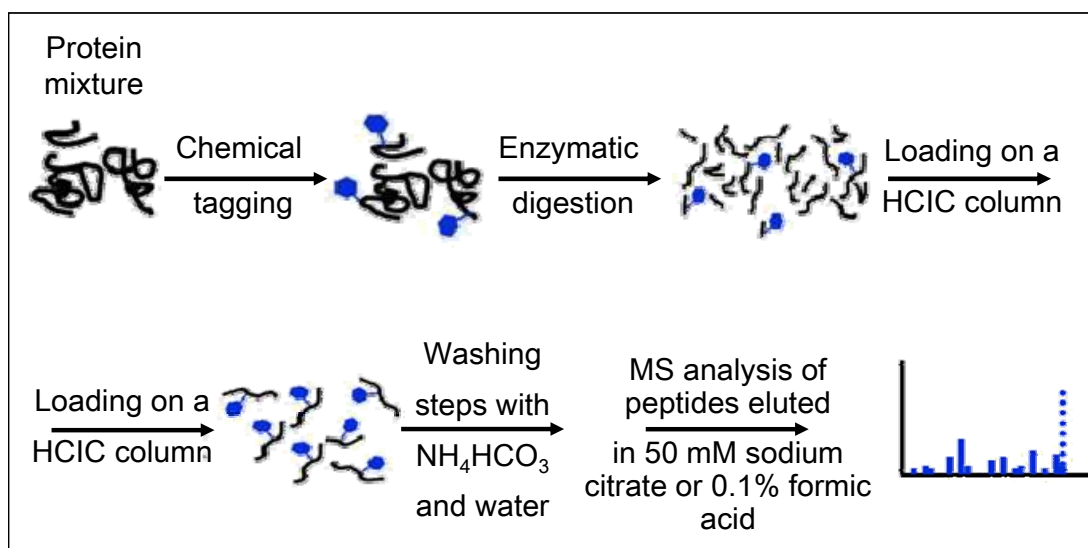 Protein
mixture
Chemical
tagging
Enzymatic
digestion
Loading on a
HCIC column
Loading on a
HCIC column
Washing
steps with
NH₄HCO₃
and water
MS analysis of
peptides eluted
in 50 mM sodium
citrate or 0.1% formic
acid